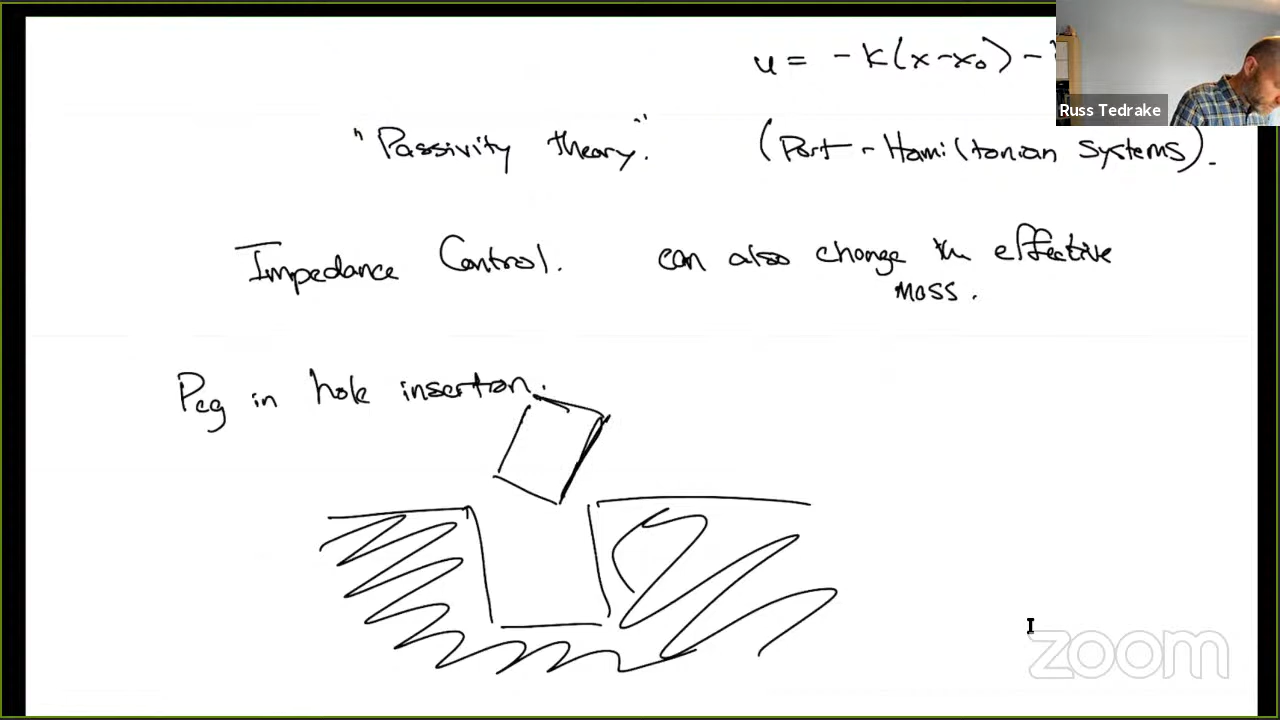 u = -k(x-x₀) -
Russ Tedrake
"Passivity theory." (Port-Hamiltonian Systems).
Impedance Control. can also change the effective
mass.
Peg in hole insertion.
zoom